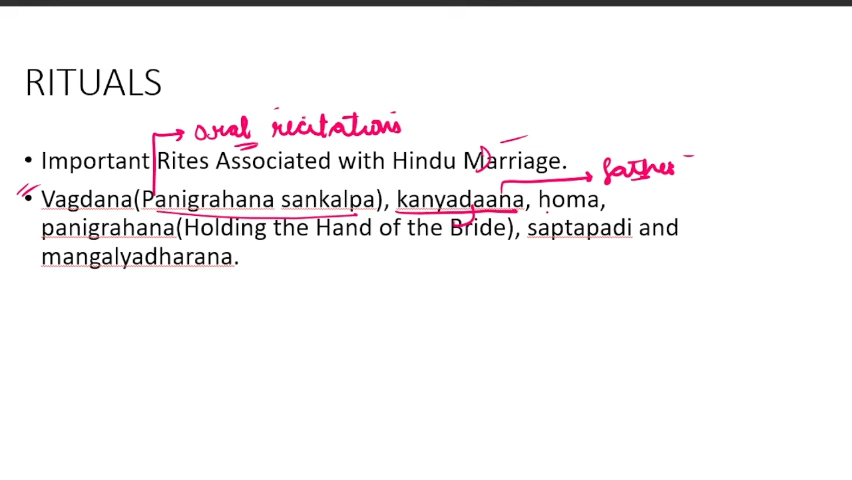 RITUALS
oral recitations
• Important Rites Associated with Hindu Marriage.
father
• Vagdana(Panigrahana sankalpa), kanyadaana, homa,
panigrahana(Holding the Hand of the Bride), saptapadi and
mangalyadharana.